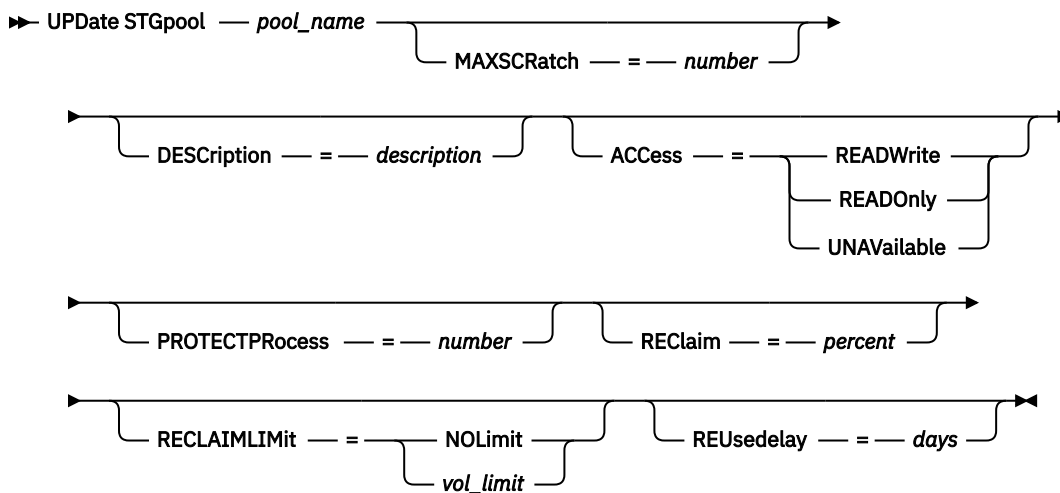 UPDate STGpool pool_name
MAXSCRatch = number
DESCription = description ACCess = READWrite
READOnly
UNAVailable
PROTECTPRocess = number REClaim = percent
RECLAIMLIMit = NOLimit REUsedelay = days
vol_limit